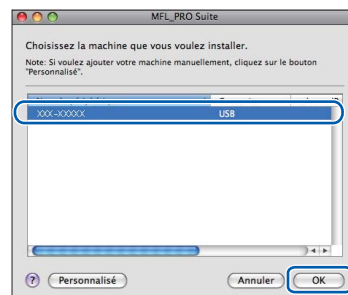 MFL_PRO Suite
Choisissez la machine que vous voulez installer.
Note: Si voulez ajouter votre machine manuellement, cliquez sur le bouton
"Personnalisé".
XXX-XXXXX USB
? Personnalisé Annuler OK